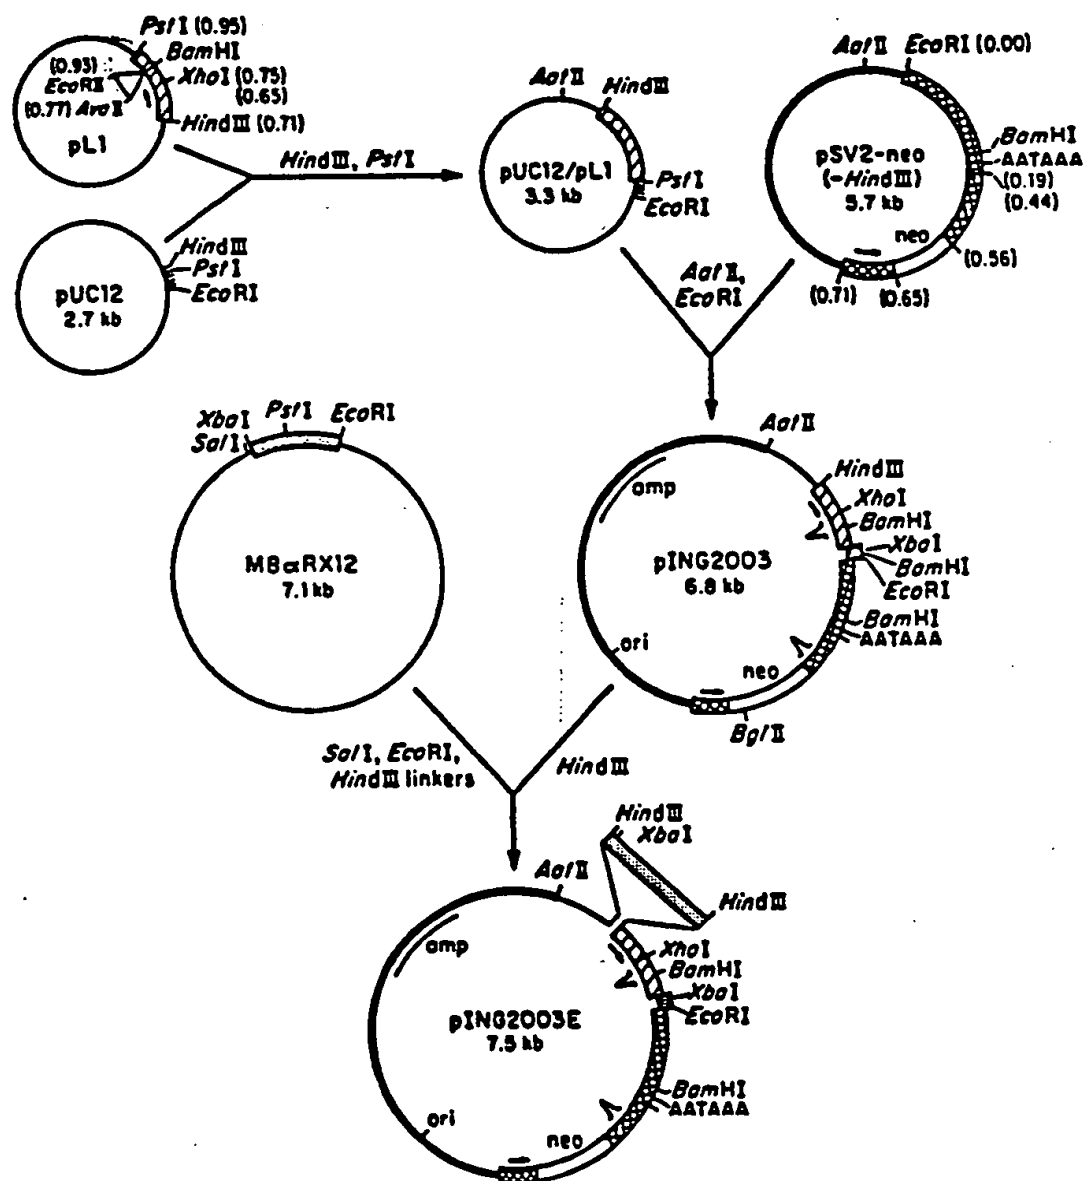 PstI (0.95)
BamHI
XhoI (0.75)
(0.65)
HindIII (0.71)
(0.93)
EcoRII
(0.77) AvaII
pL1
HindIII, PstI
HindIII
PstI
EcoRI
pUC12
2.7 kb
AatII
HindIII
pUC12/pL1
3.3 kb
PstI
EcoRI
AatII
EcoRI (0.00)
BamHI
AATAAA
(0.19)
(0.44)
pSV2-neo
(-HindIII)
5.7 kb
neo
(0.56)
(0.71)
(0.65)
AatII,
EcoRI
XbaI
SalI
PstI
EcoRI
M8αRX12
7.1 kb
AatII
amp
HindIII
XhoI
BamHI
XbaI
BamHI
EcoRI
BamHI
AATAAA
pING2003
6.8 kb
ori
neo
BglII
SalI, EcoRI,
HindIII linkers
HindIII
HindIII
XbaI
HindIII
AatII
amp
XhoI
BamHI
XbaI
EcoRI
pING2003E
7.5 kb
BamHI
AATAAA
ori
neo